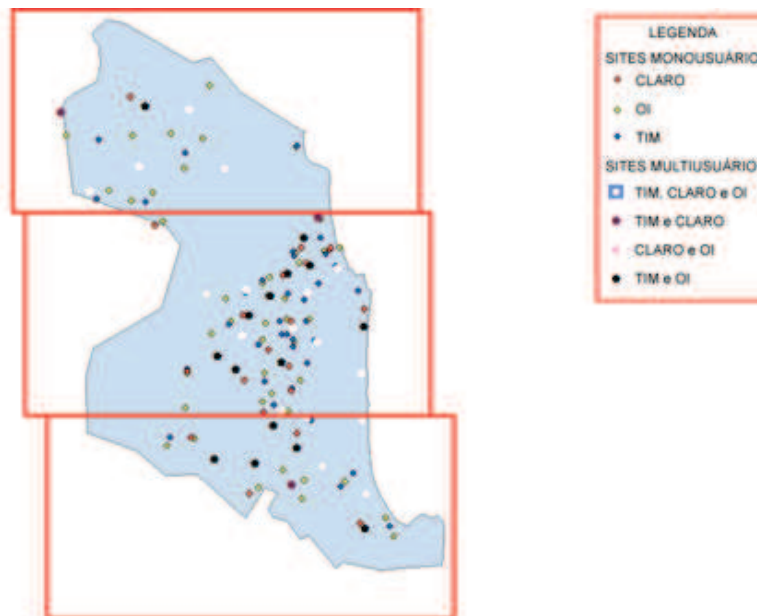 LEGENDA
SITES MONOUSUÁRIO
CLARO
OI
TIM
SITES MULTIUSUÁRIO
TIM, CLARO e OI
TIM e CLARO
CLARO e OI
TIM e OI